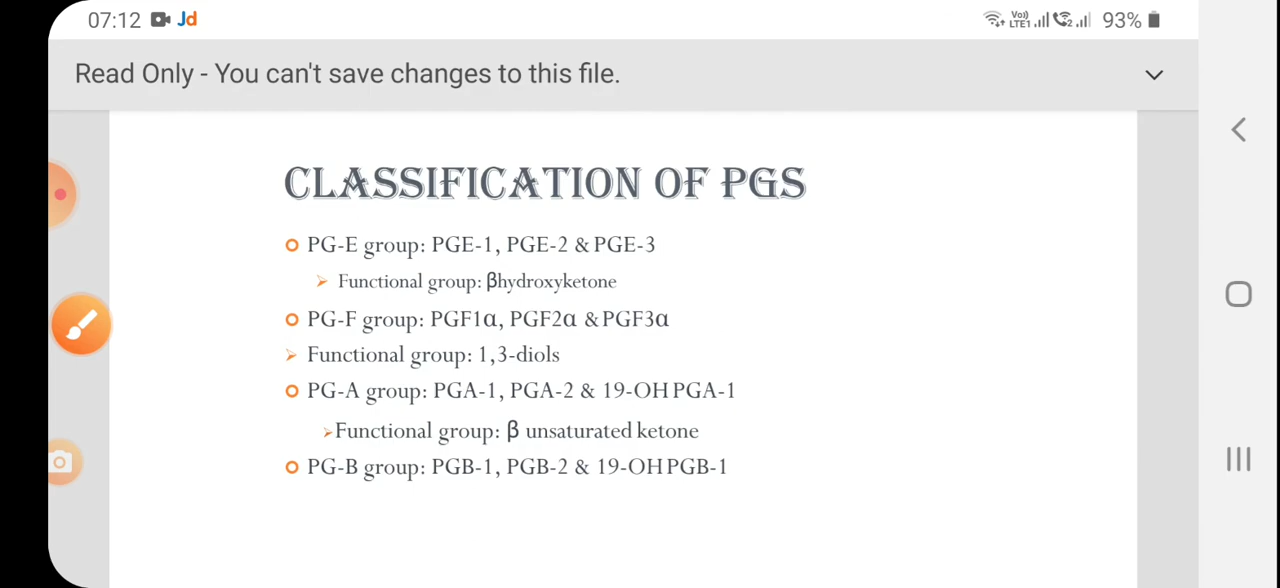 07:12 Jd Vo) LTE1 2 93%
Read Only - You can't save changes to this file.
CLASSIFICATION OF PGS
PG-E group: PGE-1, PGE-2 & PGE-3
Functional group: βhydroxyketone
PG-F group: PGF1α, PGF2α & PGF3α
Functional group: 1,3-diols
PG-A group: PGA-1, PGA-2 & 19-OH PGA-1
Functional group: β unsaturated ketone
PG-B group: PGB-1, PGB-2 & 19-OH PGB-1